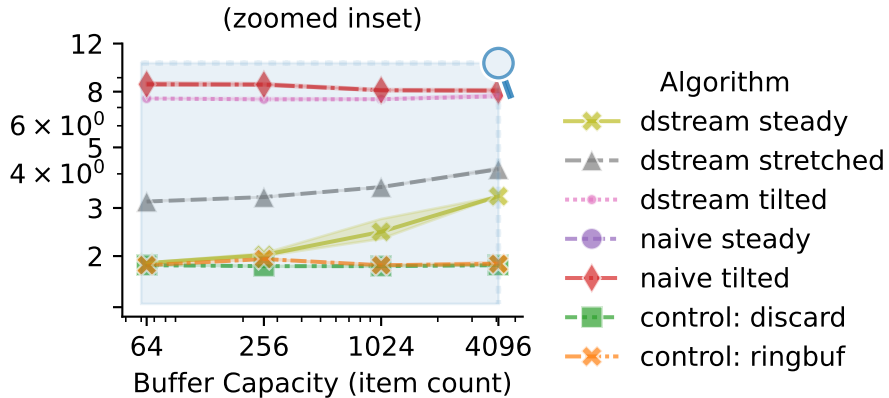 (zoomed inset)
12
8
6 × 10⁰
5
4 × 10⁰
3
2
64 256 1024 4096
Buffer Capacity (item count)
Algorithm
dstream steady
dstream stretched
dstream tilted
naive steady
naive tilted
control: discard
control: ringbuf